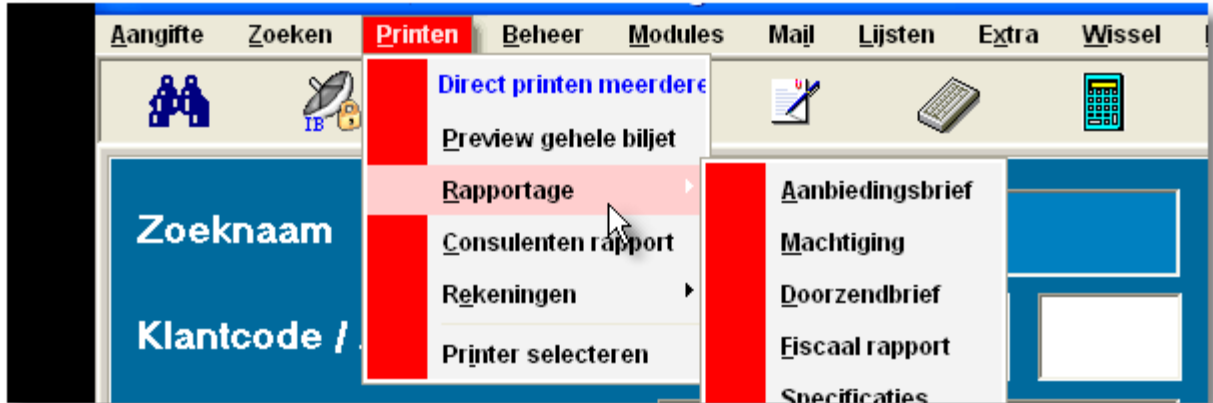 Aangifte Zoeken Printen Beheer Modules Mail Lijsten Extra Wissel
IB
Direct printen meerdere
Preview gehele biljet
Rapportage
Consulenten rapport
Rekeningen
Printer selecteren
Aanbiedingsbrief
Machtiging
Doorzendbrief
Fiscaal rapport
Specificaties
Zoeknaam
Klantcode /